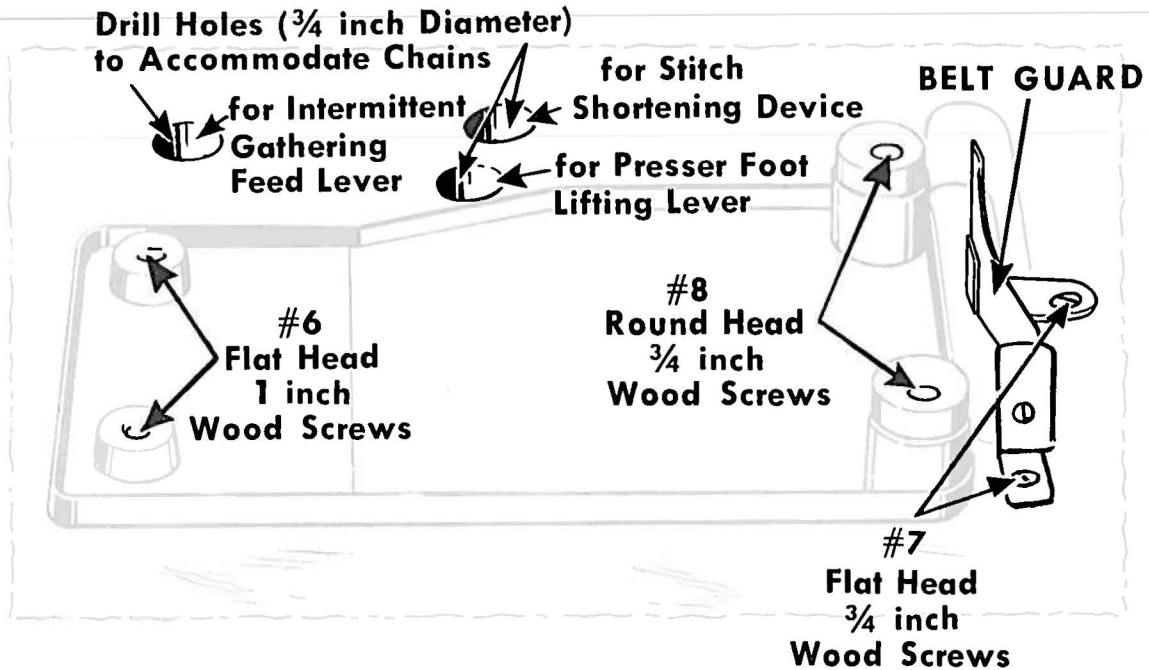 Drill Holes (¾ inch Diameter)
to Accommodate Chains
for Intermittent
Gathering
Feed Lever
for Stitch
Shortening Device
for Presser Foot
Lifting Lever
BELT GUARD
#6
Flat Head
1 inch
Wood Screws
#8
Round Head
¾ inch
Wood Screws
#7
Flat Head
¾ inch
Wood Screws